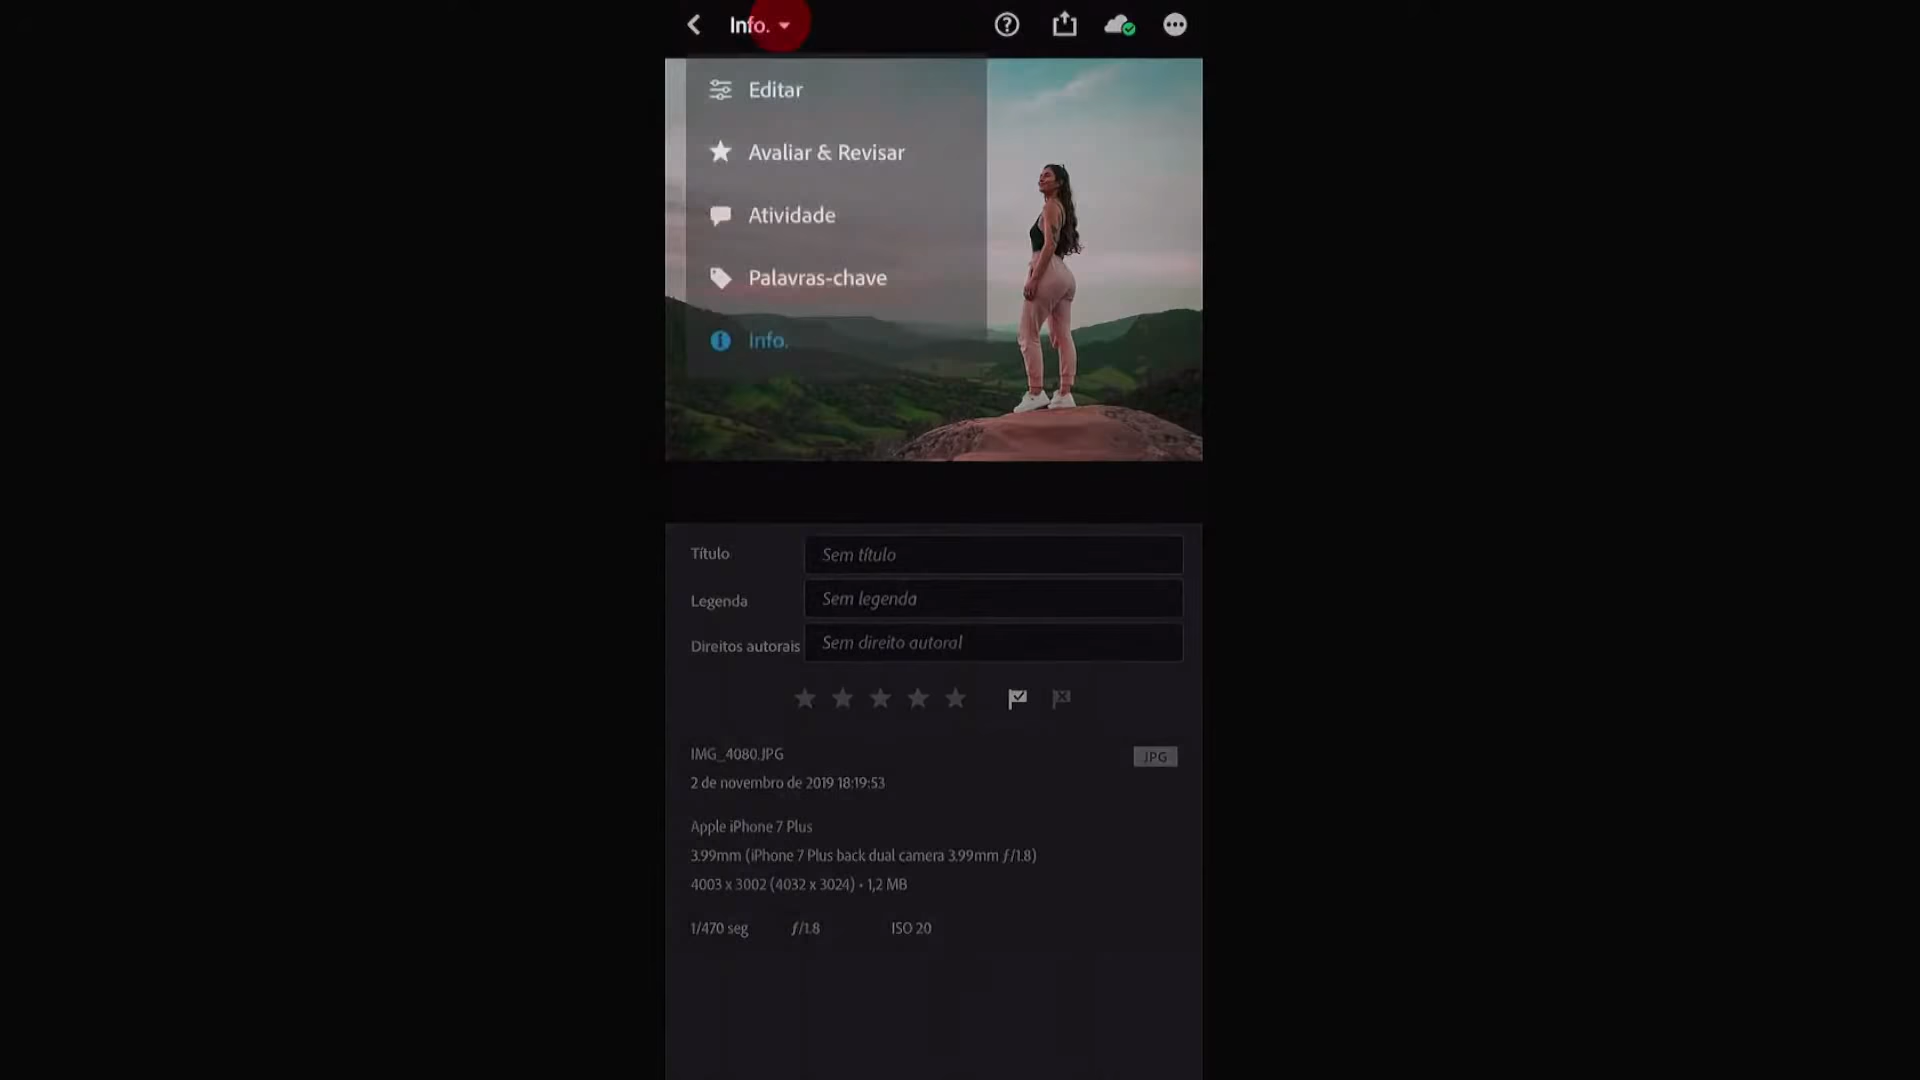 Info.
Editar
Avaliar & Revisar
Atividade
Palavras-chave
Info.
Título
Sem título
Legenda
Sem legenda
Direitos autorais
Sem direito autoral
IMG_4080.JPG
JPG
2 de novembro de 2019 18:19:53
Apple iPhone 7 Plus
3.99mm (iPhone 7 Plus back dual camera 3.99mm ƒ/1.8)
4003 x 3002 (4032 x 3024) • 1,2 MB
1/470 seg ƒ/1.8 ISO 20